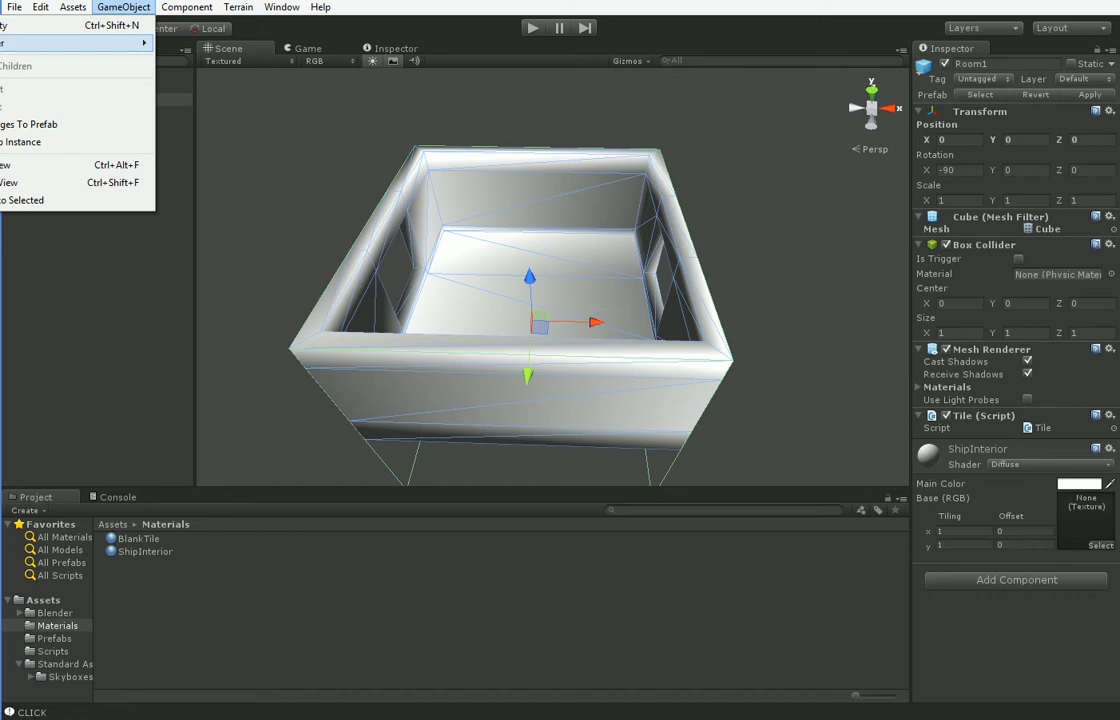 File Edit Assets GameObject Component Terrain Window Help
ty Ctrl+Shift+N
er
Children
t
t
ges To Prefab
o Instance
ew Ctrl+Alt+F
View Ctrl+Shift+F
to Selected
enter Local
Layers Layout
Scene Game Inspector
Textured RGB Gizmos All
y
x
Persp
Inspector
Room1 Static
Tag Untagged Layer Default
Prefab Select Revert Apply
Transform
Position
X 0 Y 0 Z 0
Rotation
X -90 Y 0 Z 0
Scale
X 1 Y 1 Z 1
Cube (Mesh Filter)
Mesh Cube
Box Collider
Is Trigger
Material None (Physic Mater
Center
X 0 Y 0 Z 0
Size
X 1 Y 1 Z 1
Mesh Renderer
Cast Shadows
Receive Shadows
Materials
Use Light Probes
Tile (Script)
Script Tile
ShipInterior
Shader Diffuse
Main Color
Base (RGB)
None
(Texture)
Tiling Offset
x 1 0
y 1 0
Select
Add Component
Project Console
Create
Favorites
All Materials
All Models
All Prefabs
All Scripts
Assets
Blender
Materials
Prefabs
Scripts
Standard As
Skyboxes
Assets Materials
BlankTile
ShipInterior
CLICK